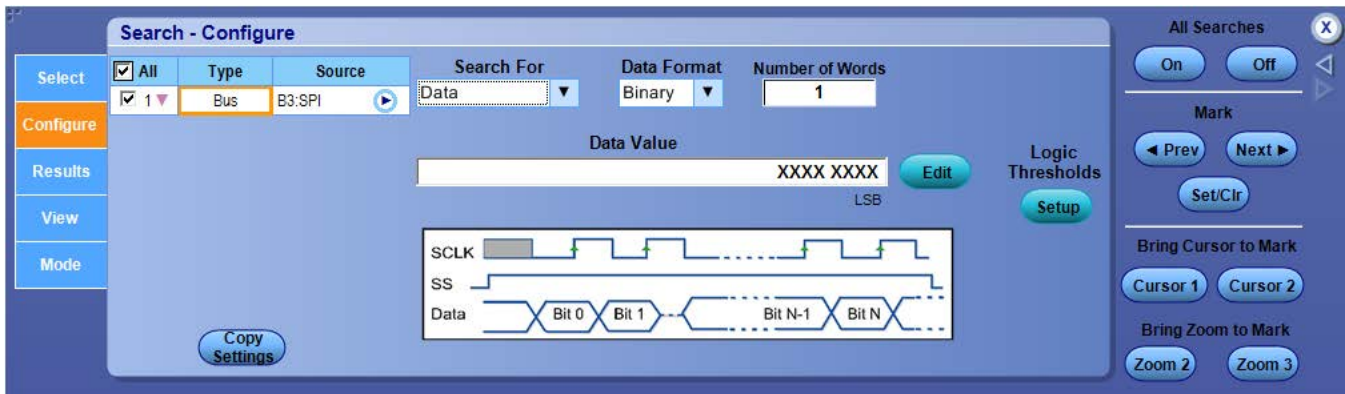 Search - Configure
Select
Configure
Results
View
Mode
All Type Source
1 Bus B3:SPI
Search For
Data
Data Format
Binary
Number of Words
1
Data Value
XXXX XXXX
Edit
LSB
Logic
Thresholds
Setup
SCLK
SS
Data Bit 0 Bit 1 Bit N-1 Bit N
Copy
Settings
All Searches
X
On Off
Mark
◄ Prev Next ►
Set/Clr
Bring Cursor to Mark
Cursor 1 Cursor 2
Bring Zoom to Mark
Zoom 2 Zoom 3